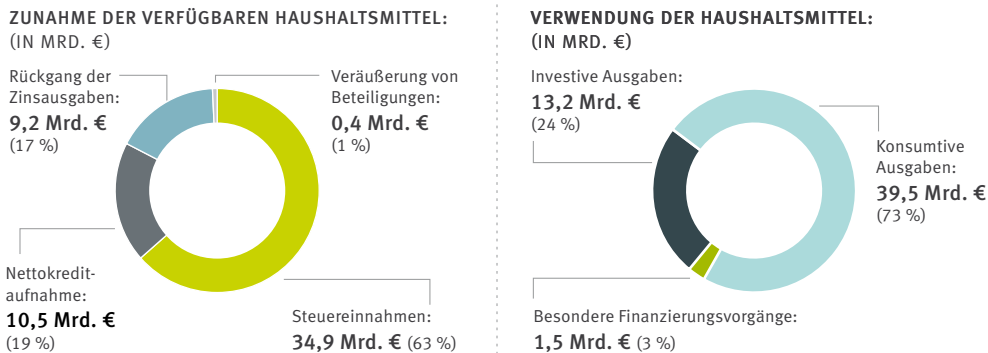 ZUNAHME DER VERFÜGBAREN HAUSHALTSMITTEL:
(IN MRD. €)
Rückgang der
Zinsausgaben:
9,2 Mrd. €
(17 %)
Veräußerung von
Beteiligungen:
0,4 Mrd. €
(1 %)
Nettokredit-
aufnahme:
10,5 Mrd. €
(19 %)
Steuereinnahmen:
34,9 Mrd. € (63 %)
VERWENDUNG DER HAUSHALTSMITTEL:
(IN MRD. €)
Investive Ausgaben:
13,2 Mrd. €
(24 %)
Konsumtive
Ausgaben:
39,5 Mrd. €
(73 %)
Besondere Finanzierungsvorgänge:
1,5 Mrd. € (3 %)